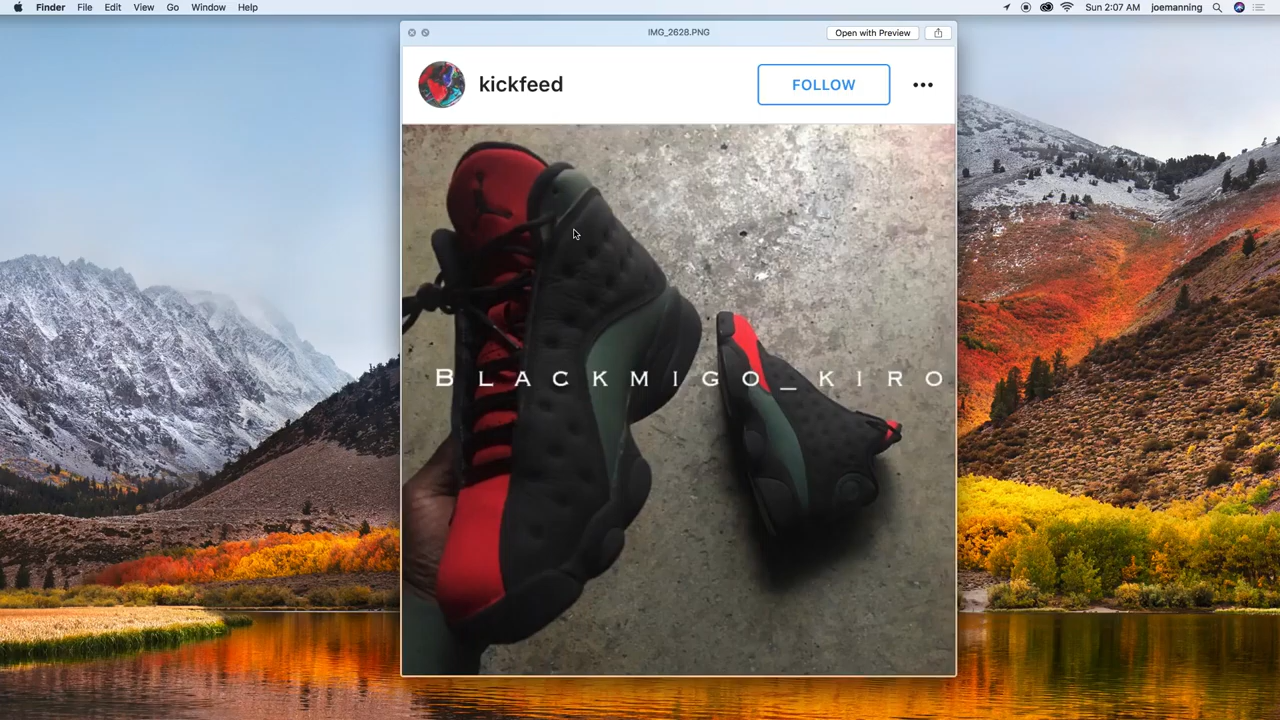 Finder File Edit View Go Window Help Sun 2:07 AM joemanning
IMG_2628.PNG Open with Preview
kickfeed FOLLOW
BLACKMIGO_KIRO